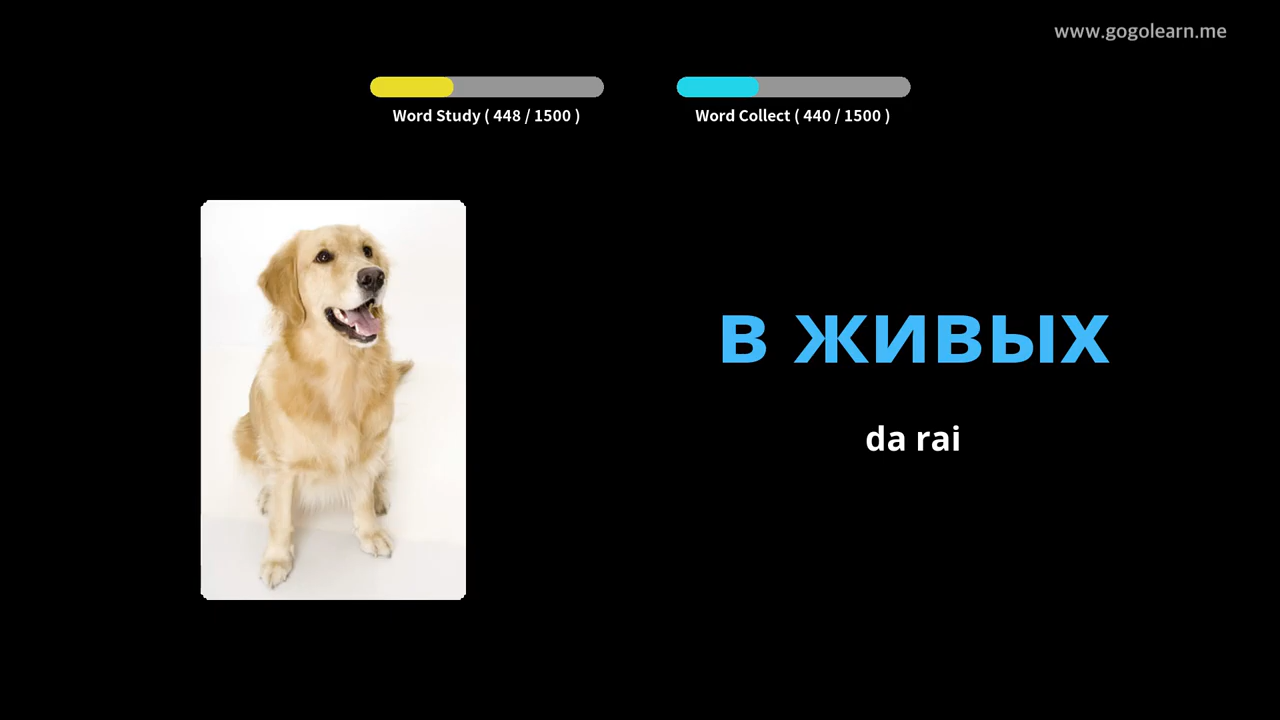 www.gogolearn.me
Word Study ( 448 / 1500 )
Word Collect ( 440 / 1500 )
в живых
da rai